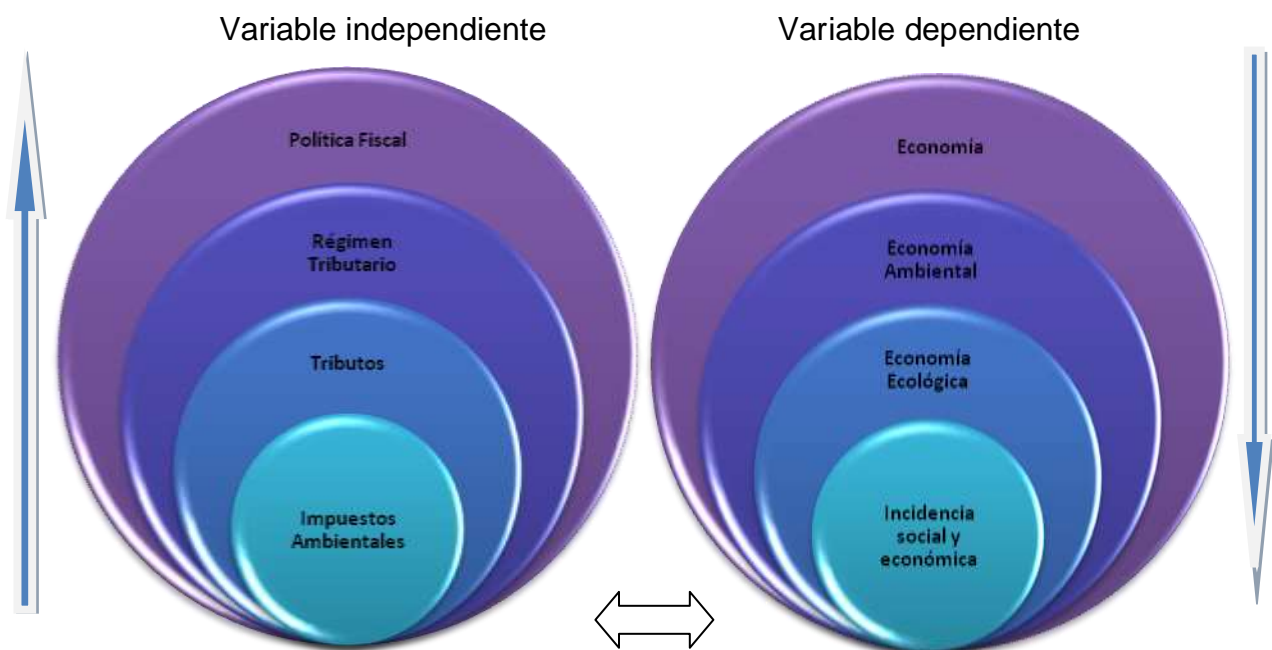 Variable independiente
Variable dependiente
Política Fiscal
Régimen
Tributario
Tributos
Impuestos
Ambientales
Economía
Economía
Ambiental
Economía
Ecológica
Incidencia
social y
económica